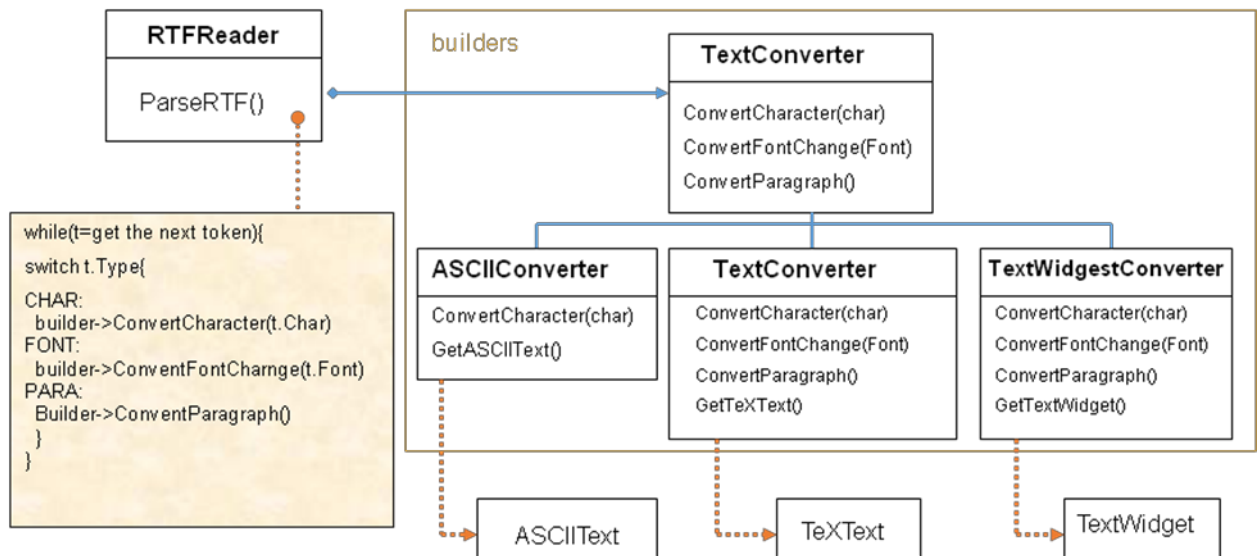 RTFReader
ParseRTF()
while(t=get the next token){
switch t.Type{
CHAR:
builder->ConvertCharacter(t.Char)
FONT:
builder->ConventFontCharnge(t.Font)
PARA:
Builder->ConventParagraph()
}
}
builders
TextConverter
ConvertCharacter(char)
ConvertFontChange(Font)
ConvertParagraph()
ASCIIConverter
ConvertCharacter(char)
GetASCIIText()
TextConverter
ConvertCharacter(char)
ConvertFontChange(Font)
ConvertParagraph()
GetTeXText()
TextWidgestConverter
ConvertCharacter(char)
ConvertFontChange(Font)
ConvertParagraph()
GetTextWidget()
ASCIIText
TeXText
TextWidget